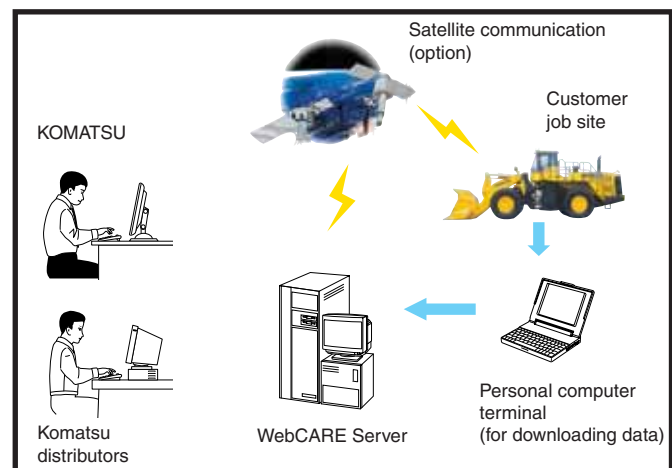 Satellite communication
(option)
Customer
job site
KOMATSU
Personal computer
terminal
(for downloading data)
WebCARE Server
Komatsu
distributors